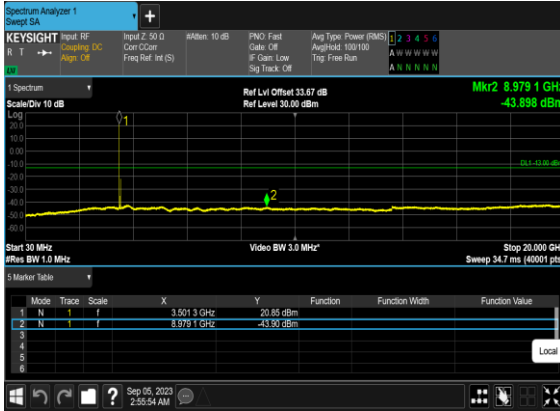 Spectrum Analyzer 1
Swept SA
+
KEYSIGHT Input: RF Input Z: 50 Ω #Atten: 10 dB PNO: Fast Avg Type: Power (RMS) 1 2 3 4 5 6
R T Coupling: DC Corr CCorr Gate: Off Avg|Hold: 100/100 A W W W W W
Align: Off Freq Ref: Int (S) IF Gain: Low Trig: Free Run
Sig Track: Off A N N N N N
1 Spectrum Ref Lvl Offset 33.67 dB Mkr2 8.979 1 GHz
Scale/Div 10 dB Ref Level 30.00 dBm -43.898 dBm
Log
20.0
10.0
0.00
-10.0
-20.0
-30.0
-40.0
-50.0
-60.0
1
DL1 -13.00 dBm
2
Start 30 MHz Video BW 3.0 MHz* Stop 20.000 GHz
#Res BW 1.0 MHz Sweep 34.7 ms (40001 pts)
5 Marker Table
Mode Trace Scale X Y Function Function Width Function Value
1 N 1 f 3.501 3 GHz 20.85 dBm
2 N 1 f 8.979 1 GHz -43.90 dBm
3
4
5
6
Local
? Sep 05, 2023
2:55:54 AM